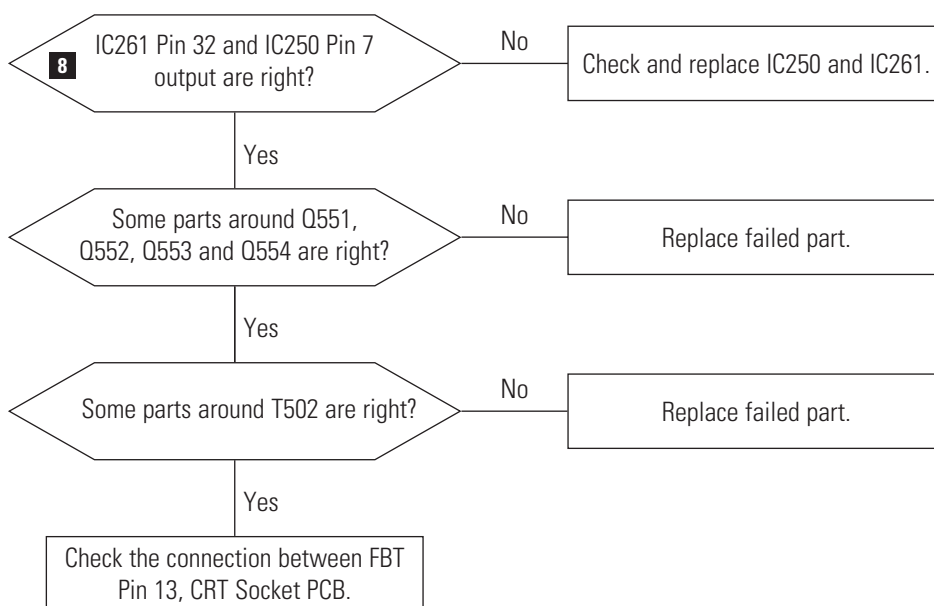 8
IC261 Pin 32 and IC250 Pin 7
output are right?
No
Check and replace IC250 and IC261.
Yes
Some parts around Q551,
Q552, Q553 and Q554 are right?
No
Replace failed part.
Yes
Some parts around T502 are right?
No
Replace failed part.
Yes
Check the connection between FBT
Pin 13, CRT Socket PCB.